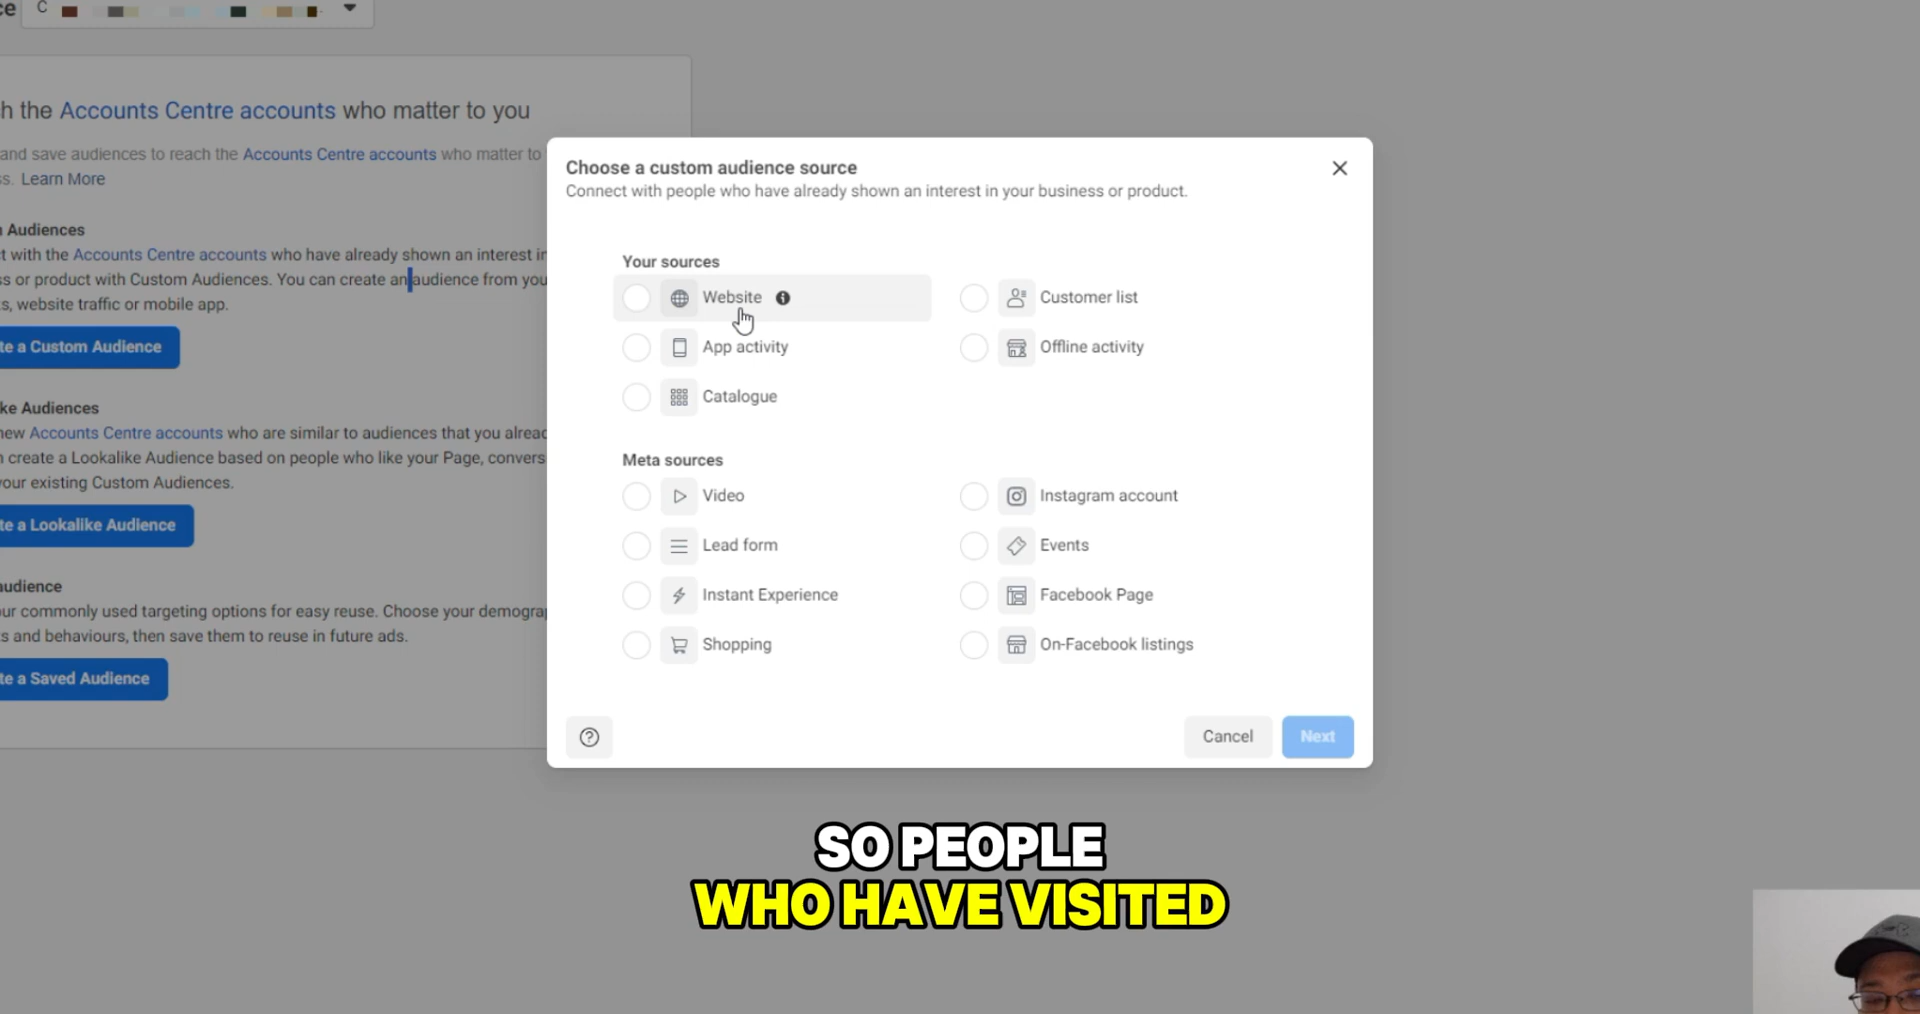 ce
C
h the Accounts Centre accounts who matter to you
and save audiences to reach the Accounts Centre accounts who matter to
s. Learn More
Audiences
t with the Accounts Centre accounts who have already shown an interest in
ss or product with Custom Audiences. You can create an audience from you
s, website traffic or mobile app.
te a Custom Audience
ke Audiences
new Accounts Centre accounts who are similar to audiences that you alread
n create a Lookalike Audience based on people who like your Page, convers
your existing Custom Audiences.
te a Lookalike Audience
audience
ur commonly used targeting options for easy reuse. Choose your demograp
s and behaviours, then save them to reuse in future ads.
te a Saved Audience
Choose a custom audience source
Connect with people who have already shown an interest in your business or product.
Your sources
Website
Customer list
App activity
Offline activity
Catalogue
Meta sources
Video
Instagram account
Lead form
Events
Instant Experience
Facebook Page
Shopping
On-Facebook listings
Cancel
Next
SO PEOPLE
WHO HAVE VISITED